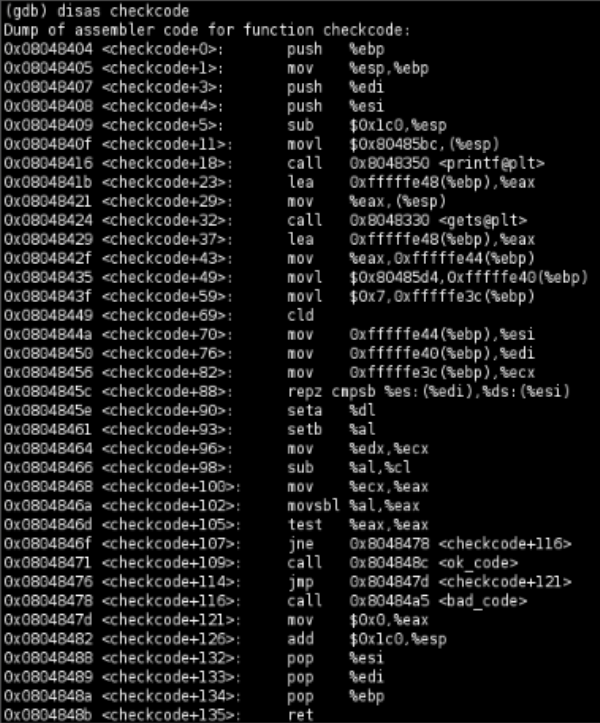 (gdb) disas checkcode
Dump of assembler code for function checkcode:
0x08048404 <checkcode+0>: push %ebp
0x08048405 <checkcode+1>: mov %esp,%ebp
0x08048407 <checkcode+3>: push %edi
0x08048408 <checkcode+4>: push %esi
0x08048409 <checkcode+5>: sub $0x1c0,%esp
0x0804840f <checkcode+11>: movl $0x80485bc,(%esp)
0x08048416 <checkcode+18>: call 0x8048350 <printf@plt>
0x0804841b <checkcode+23>: lea 0xfffffe48(%ebp),%eax
0x08048421 <checkcode+29>: mov %eax,(%esp)
0x08048424 <checkcode+32>: call 0x8048330 <gets@plt>
0x08048429 <checkcode+37>: lea 0xfffffe48(%ebp),%eax
0x0804842f <checkcode+43>: mov %eax,0xfffffe44(%ebp)
0x08048435 <checkcode+49>: movl $0x80485d4,0xfffffe40(%ebp)
0x0804843f <checkcode+59>: movl $0x7,0xfffffe3c(%ebp)
0x08048449 <checkcode+69>: cld
0x0804844a <checkcode+70>: mov 0xfffffe44(%ebp),%esi
0x08048450 <checkcode+76>: mov 0xfffffe40(%ebp),%edi
0x08048456 <checkcode+82>: mov 0xfffffe3c(%ebp),%ecx
0x0804845c <checkcode+88>: repz cmpsb %es:(%edi),%ds:(%esi)
0x0804845e <checkcode+90>: seta %dl
0x08048461 <checkcode+93>: setb %al
0x08048464 <checkcode+96>: mov %edx,%ecx
0x08048466 <checkcode+98>: sub %al,%cl
0x08048468 <checkcode+100>: mov %ecx,%eax
0x0804846a <checkcode+102>: movsbl %al,%eax
0x0804846d <checkcode+105>: test %eax,%eax
0x0804846f <checkcode+107>: jne 0x8048478 <checkcode+116>
0x08048471 <checkcode+109>: call 0x804848c <ok_code>
0x08048476 <checkcode+114>: jmp 0x804847d <checkcode+121>
0x08048478 <checkcode+116>: call 0x80484a5 <bad_code>
0x0804847d <checkcode+121>: mov $0x0,%eax
0x08048482 <checkcode+126>: add $0x1c0,%esp
0x08048488 <checkcode+132>: pop %esi
0x08048489 <checkcode+133>: pop %edi
0x0804848a <checkcode+134>: pop %ebp
0x0804848b <checkcode+135>: ret